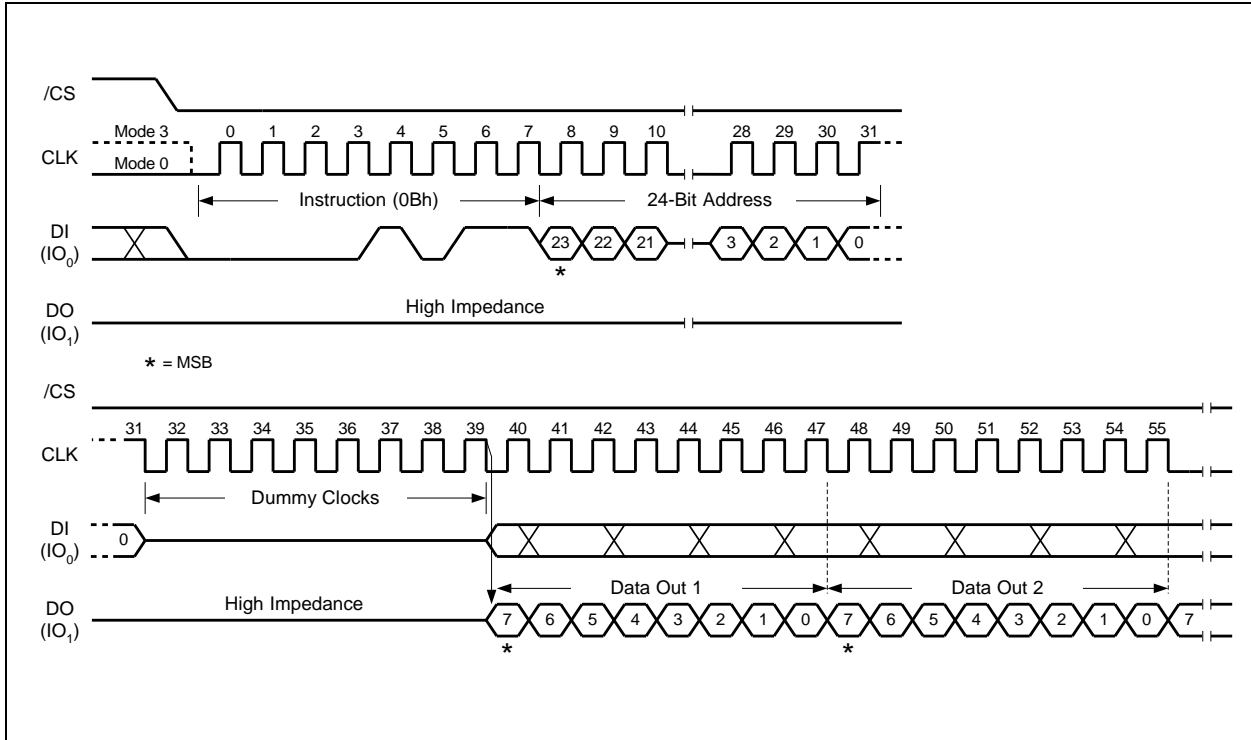 /CS
Mode 3 0 1 2 3 4 5 6 7 8 9 10 28 29 30 31
CLK
Mode 0
Instruction (0Bh) 24-Bit Address
DI
(IO0) 23 22 21 3 2 1 0
*
High Impedance
DO
(IO1)
* = MSB
/CS
31 32 33 34 35 36 37 38 39 40 41 42 43 44 45 46 47 48 49 50 51 52 53 54 55
CLK
Dummy Clocks
DI
(IO0) 0
Data Out 1 Data Out 2
High Impedance
DO
(IO1) 7 6 5 4 3 2 1 0 7 6 5 4 3 2 1 0 7
* *